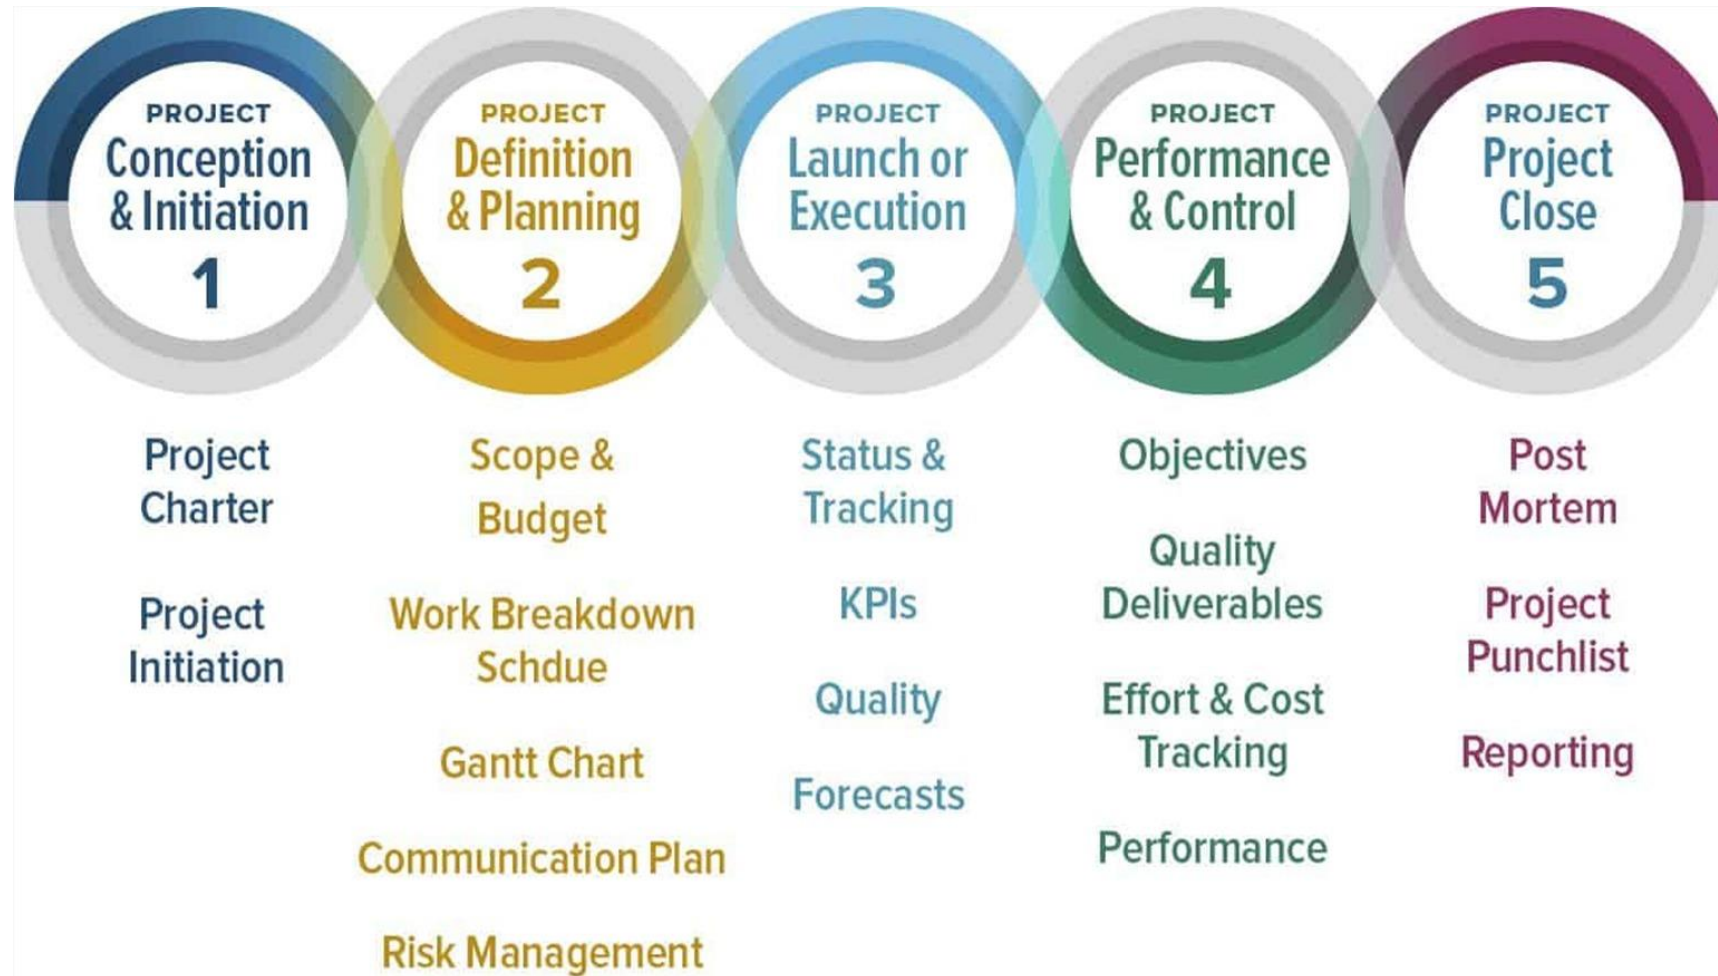 PROJECT
Conception
& Initiation
1
PROJECT
Definition
& Planning
2
PROJECT
Launch or
Execution
3
PROJECT
Performance
& Control
4
PROJECT
Project
Close
5
Project
Charter
Project
Initiation
Scope &
Budget
Work Breakdown
Schdue
Gantt Chart
Communication Plan
Risk Management
Status &
Tracking
KPIs
Quality
Forecasts
Objectives
Quality
Deliverables
Effort & Cost
Tracking
Performance
Post
Mortem
Project
Punchlist
Reporting